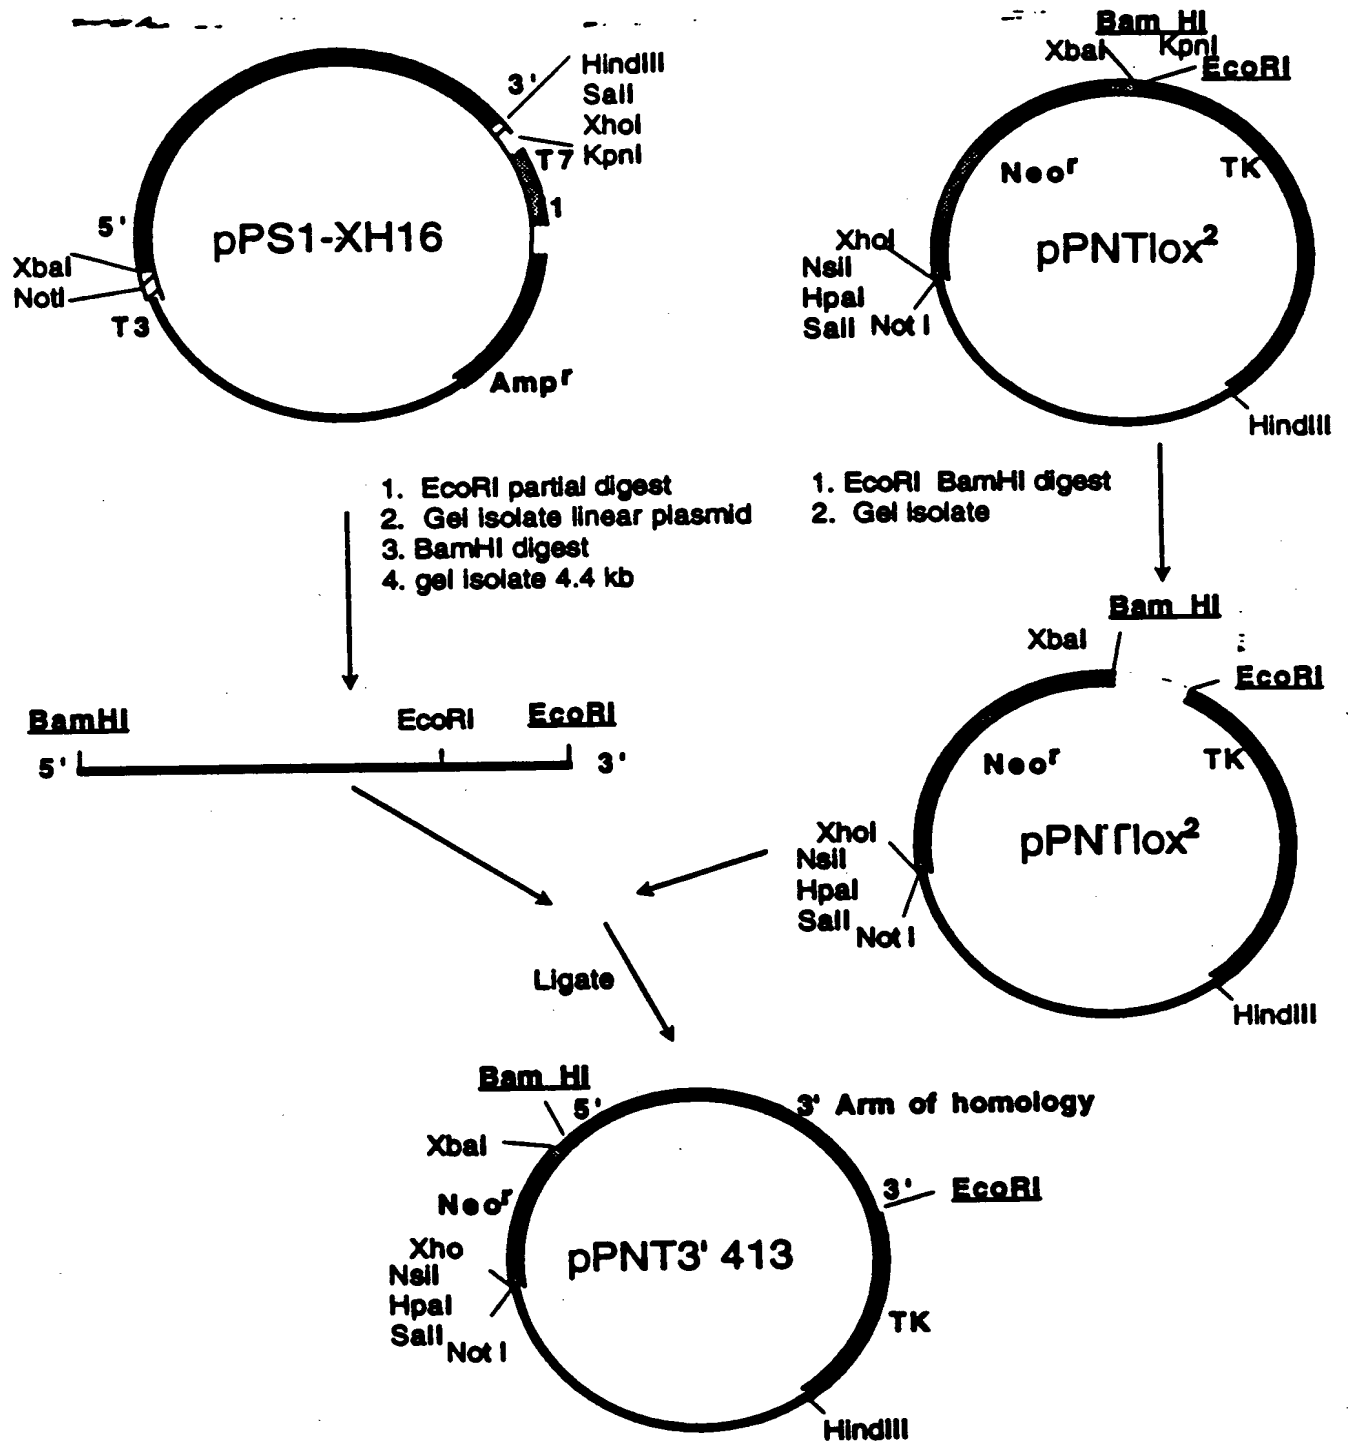 3'
HindIII
SalI
XhoI
KpnI
T7
1
5'
pPS1-XH16
XbaI
NotI
T3
Ampʳ
Bam HI
XbaI
KpnI
EcoRI
Neoʳ
TK
pPNTlox²
XhoI
NsiI
HpaI
SalI
Not I
HindIII
1. EcoRI partial digest
2. Gel isolate linear plasmid
3. BamHI digest
4. gel isolate 4.4 kb
1. EcoRI BamHI digest
2. Gel isolate
BamHI
EcoRI
EcoRI
5'
3'
Bam HI
XbaI
EcoRI
Neoʳ
TK
pPNTlox²
XhoI
NsiI
HpaI
SalI
Not I
HindIII
Ligate
Bam HI
5'
3' Arm of homology
XbaI
Neoʳ
3'
EcoRI
Xho
NsiI
HpaI
SalI
Not I
pPNT3' 413
TK
HindIII